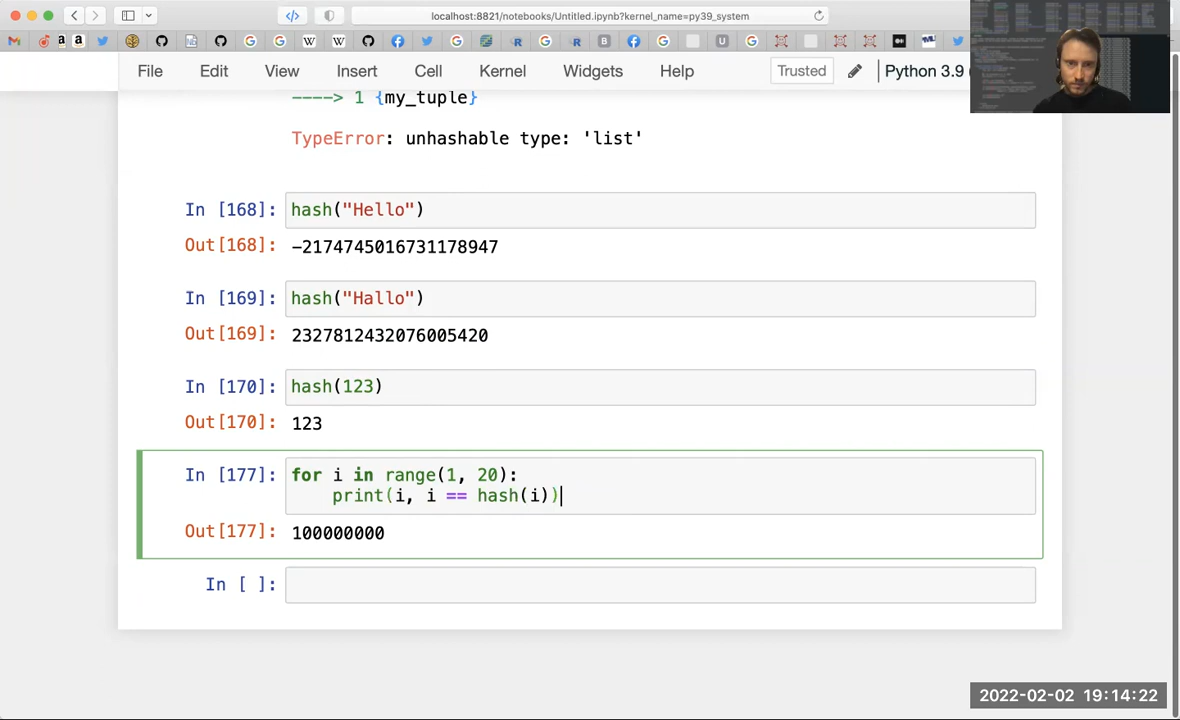 localhost:8821/notebooks/Untitled.ipynb?kernel_name=py39_system
File Edit View Insert Cell Kernel Widgets Help Trusted Python 3.9
----> 1 {my_tuple}
TypeError: unhashable type: 'list'
In [168]: hash("Hello")
Out[168]: -2174745016731178947
In [169]: hash("Hallo")
Out[169]: 2327812432076005420
In [170]: hash(123)
Out[170]: 123
In [177]: for i in range(1, 20):
print(i, i == hash(i))
Out[177]: 100000000
In [ ]:
2022-02-02 19:14:22